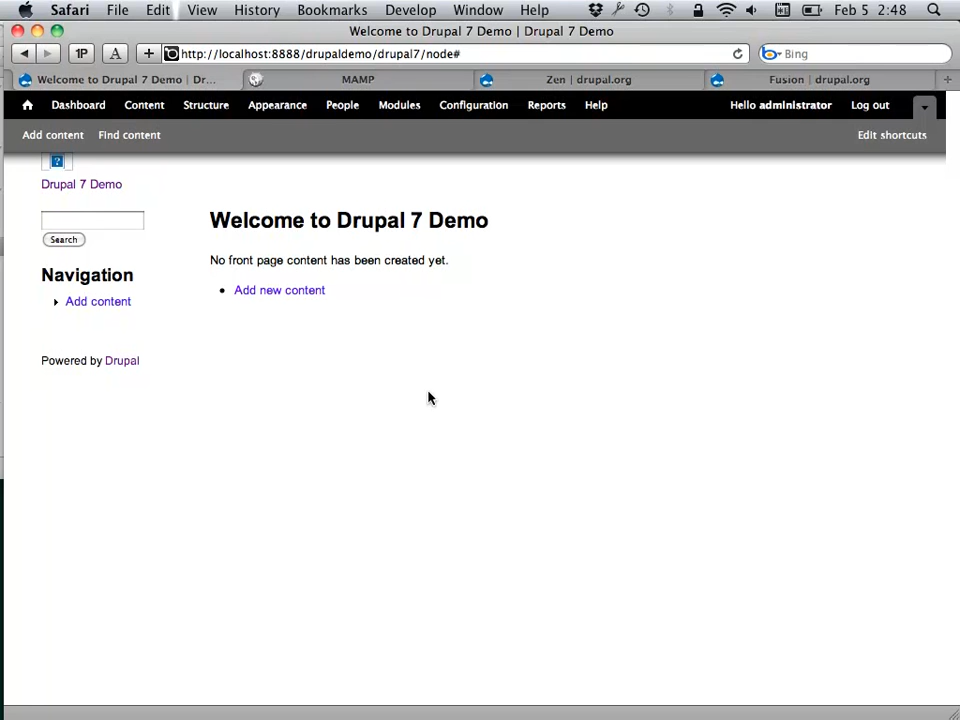 Safari File Edit View History Bookmarks Develop Window Help Feb 5 2:48
Welcome to Drupal 7 Demo | Drupal 7 Demo
1P A + http://localhost:8888/drupaldemo/drupal7/node# Bing
Welcome to Drupal 7 Demo | Dr... MAMP Zen | drupal.org Fusion | drupal.org +
Dashboard Content Structure Appearance People Modules Configuration Reports Help Hello administrator Log out
Add content Find content Edit shortcuts
?
Drupal 7 Demo
Search
Navigation
Add content
Powered by Drupal
Welcome to Drupal 7 Demo
No front page content has been created yet.
• Add new content